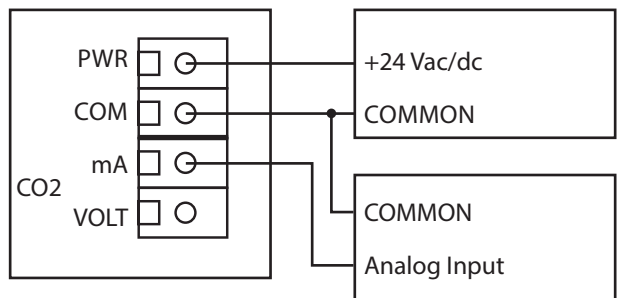 PWR
COM
mA
CO2
VOLT
+24 Vac/dc
COMMON
COMMON
Analog Input